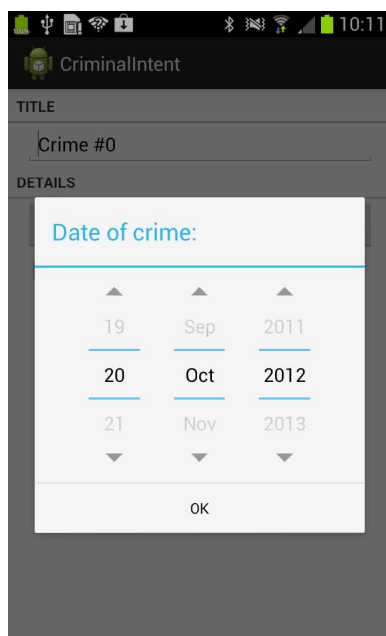 10:11
CriminalIntent
TITLE
Crime #0
DETAILS
Date of crime:
19 Sep 2011
20 Oct 2012
21 Nov 2013
OK